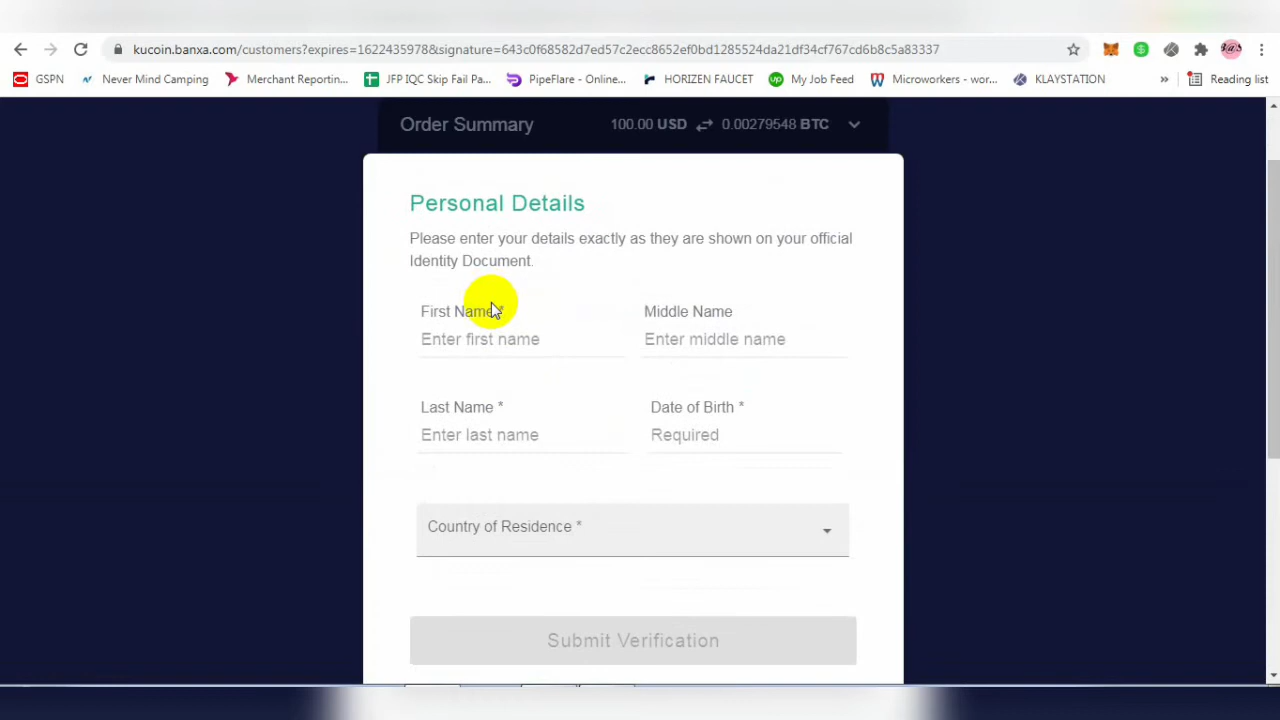 kucoin.banxa.com/customers?expires=1622435978&signature=643c0f68582d7ed57c2ecc8652ef0bd1285524da21df34cf767cd6b8c5a83337
GSPN Never Mind Camping Merchant Reportin... JFP IQC Skip Fail Pa... PipeFlare - Online... HORIZEN FAUCET My Job Feed Microworkers - wor... KLAYSTATION » Reading list
Order Summary 100.00 USD 0.00279548 BTC
Personal Details
Please enter your details exactly as they are shown on your official
Identity Document.
First Name * Middle Name
Enter first name Enter middle name
Last Name * Date of Birth *
Enter last name Required
Country of Residence *
Submit Verification